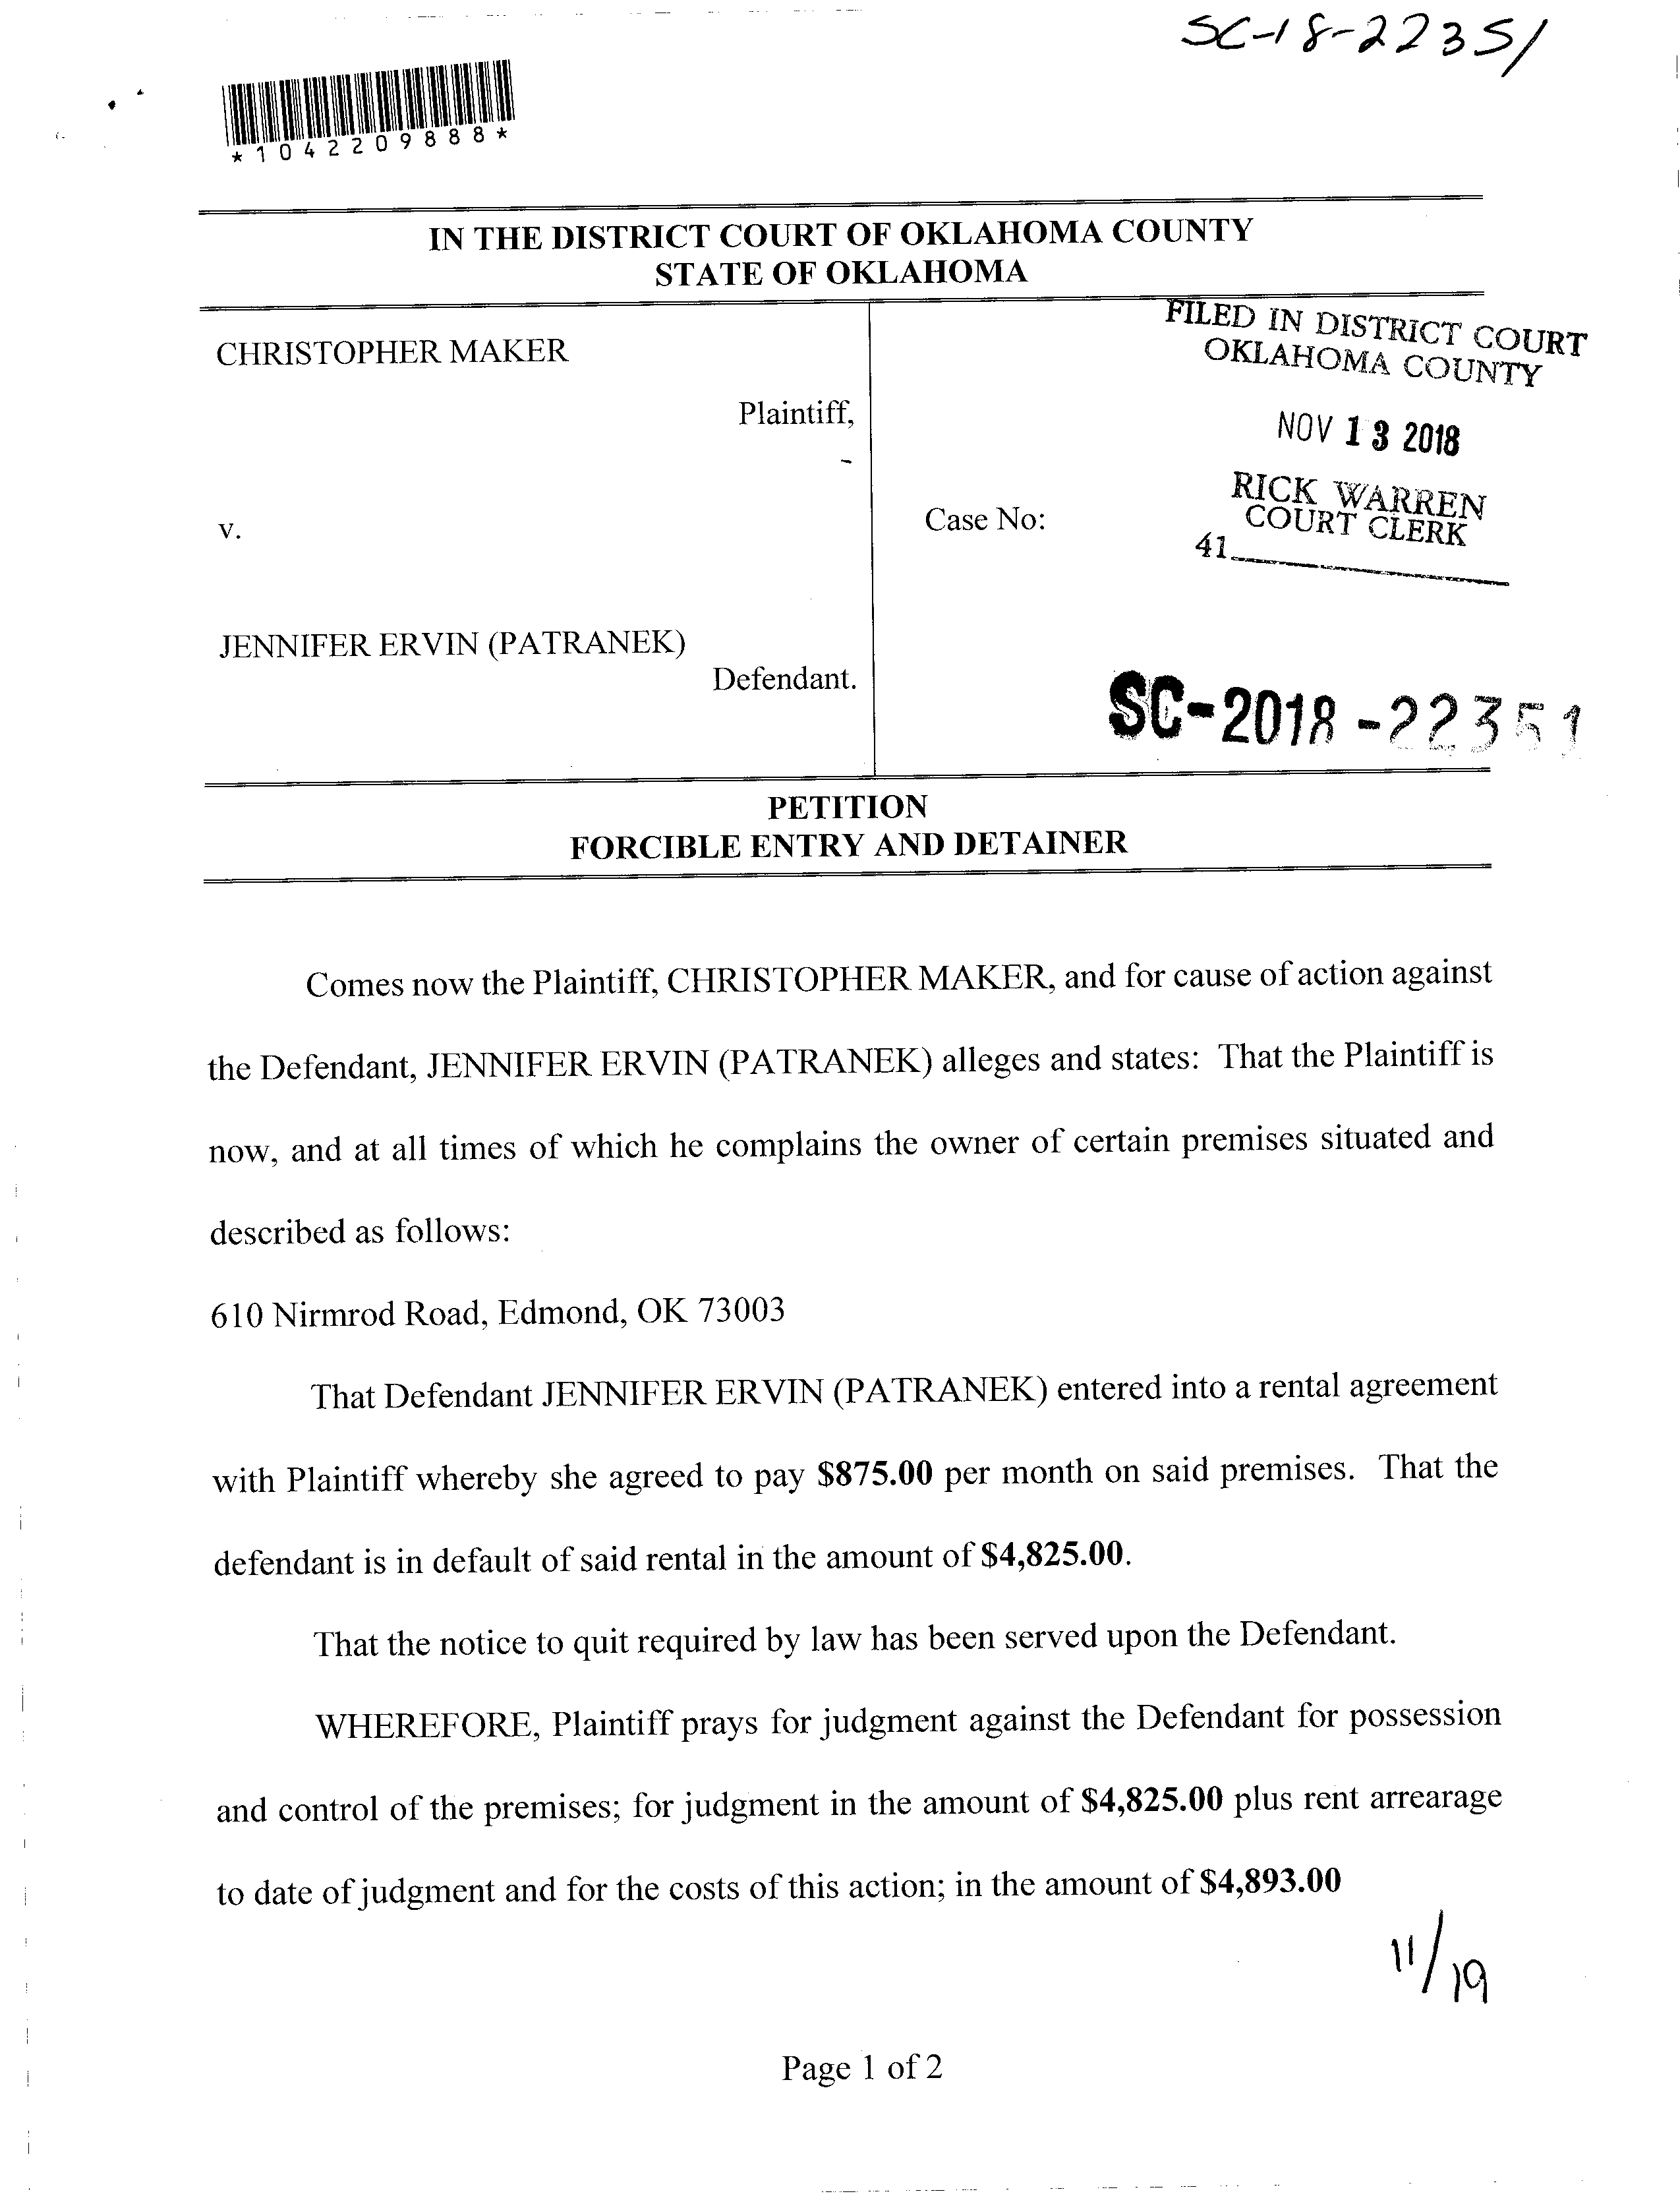 SC-18-22351
*1042209888*
IN THE DISTRICT COURT OF OKLAHOMA COUNTY
STATE OF OKLAHOMA
CHRISTOPHER MAKER
Plaintiff,
v.
JENNIFER ERVIN (PATRANEK)
Defendant.
Case No:
FILED IN DISTRICT COURT
OKLAHOMA COUNTY
NOV 13 2018
RICK WARREN
COURT CLERK
41
SC-2018-22351
PETITION
FORCIBLE ENTRY AND DETAINER
Comes now the Plaintiff, CHRISTOPHER MAKER, and for cause of action against
the Defendant, JENNIFER ERVIN (PATRANEK) alleges and states: That the Plaintiff is
now, and at all times of which he complains the owner of certain premises situated and
described as follows:
610 Nirmrod Road, Edmond, OK 73003
That Defendant JENNIFER ERVIN (PATRANEK) entered into a rental agreement
with Plaintiff whereby she agreed to pay $875.00 per month on said premises. That the
defendant is in default of said rental in the amount of $4,825.00.
That the notice to quit required by law has been served upon the Defendant.
WHEREFORE, Plaintiff prays for judgment against the Defendant for possession
and control of the premises; for judgment in the amount of $4,825.00 plus rent arrearage
to date of judgment and for the costs of this action; in the amount of $4,893.00
11/19
Page 1 of 2